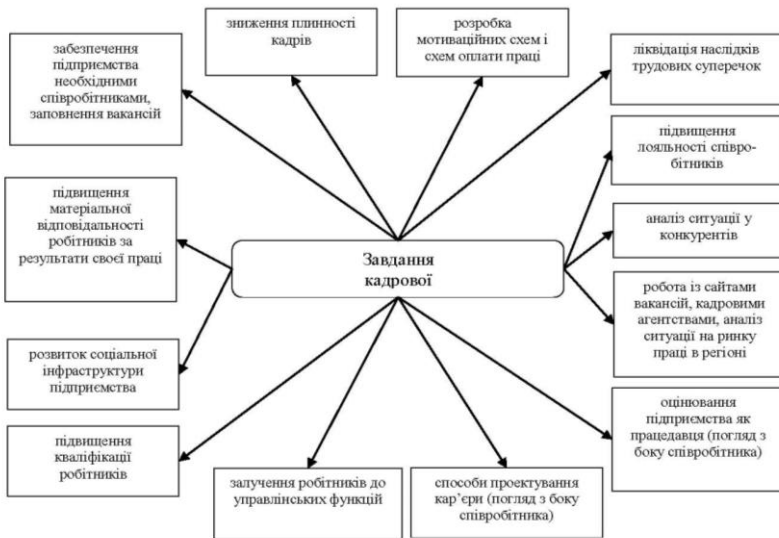 забезпечення
підприємства
необхідними
співробітниками,
заповнення вакансій
зниження плинності
кадрів
розробка
мотиваційних схем і
схем оплати праці
ліквідація наслідків
трудових суперечок
підвищення
лояльності співро-
бітників
підвищення
матеріальної
відповідальності
робітників за
результати своєї праці
аналіз ситуації у
конкурентів
Завдання
кадрової
робота із сайтами
вакансій, кадровими
агентствами, аналіз
ситуації на ринку
праці в регіоні
розвиток соціальної
інфраструктури
підприємства
оцінювання
підприємства як
працедавця (погляд з
боку співробітника)
підвищення
кваліфікації
робітників
залучення робітників до
управлінських функцій
способи проектування
кар’єри (погляд з боку
співробітника)